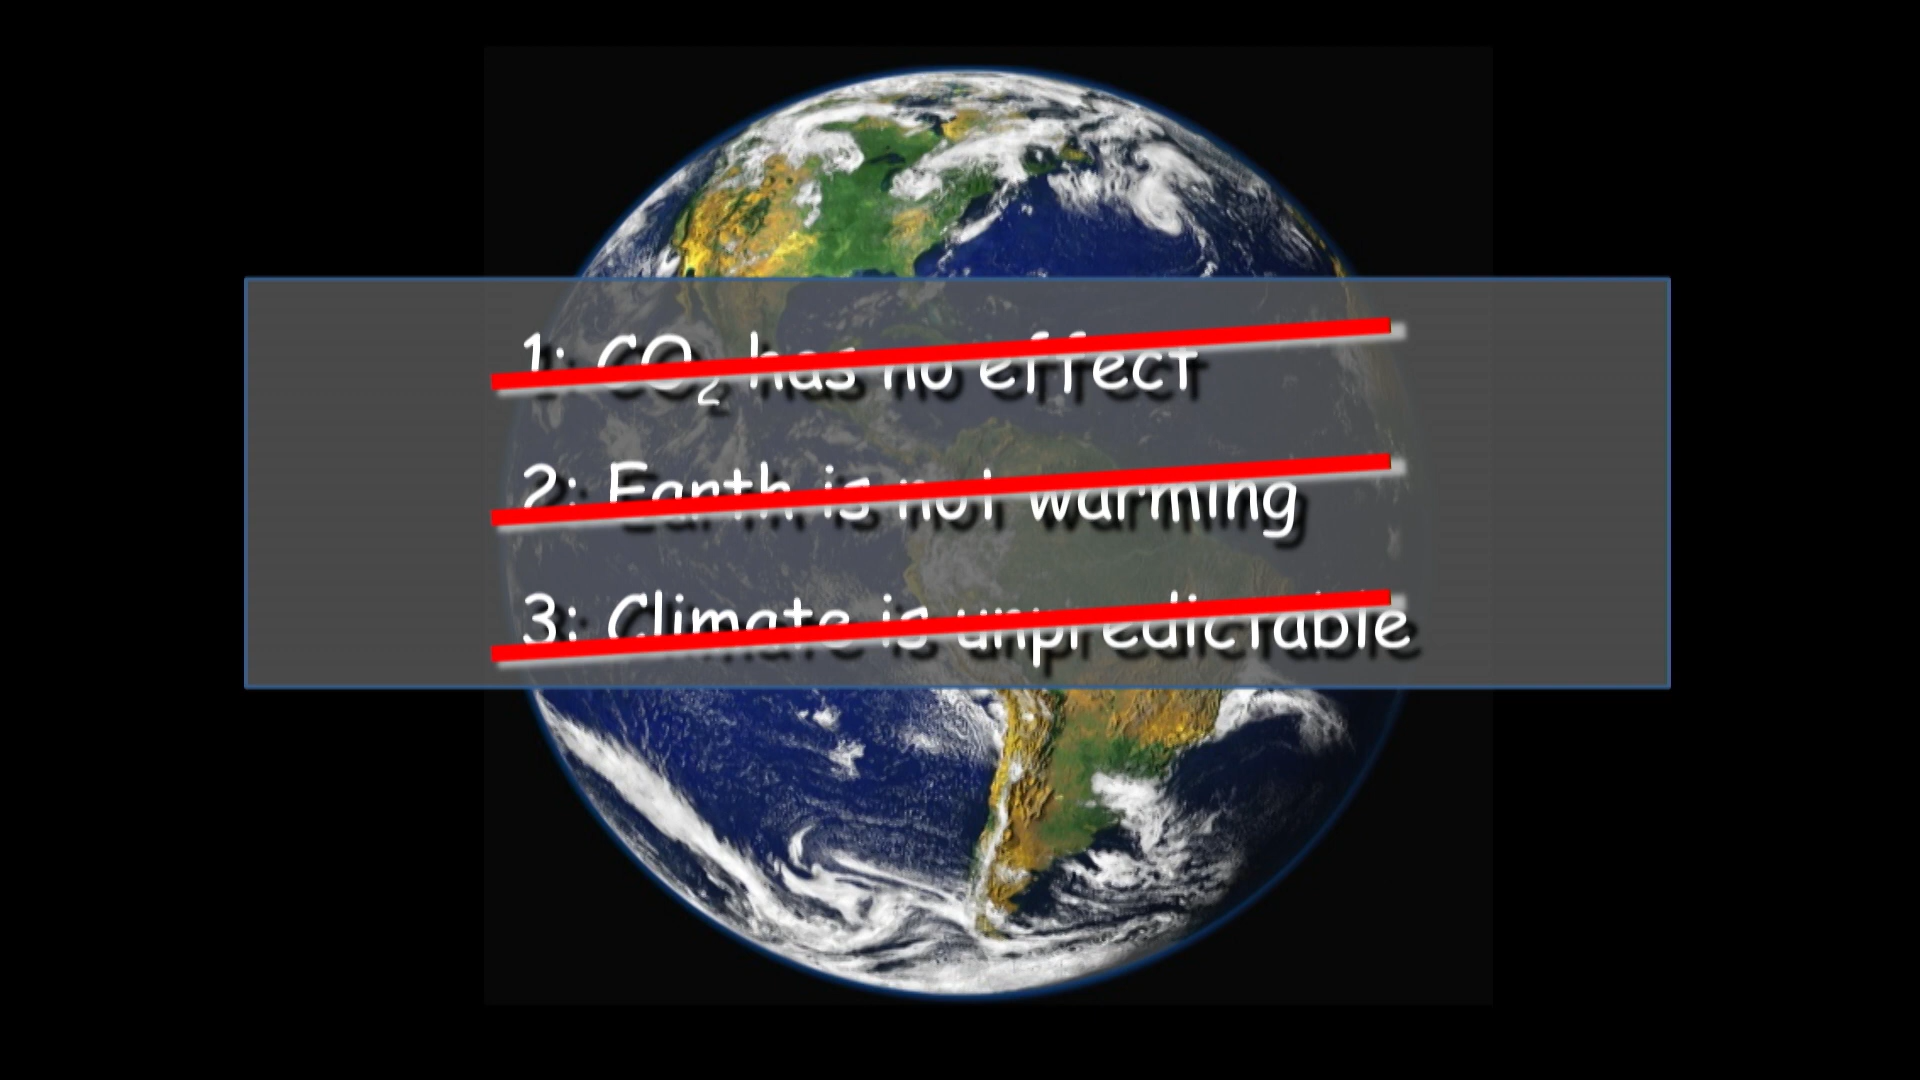 1: CO₂ has no effect
2: Earth is not warming
3: Climate is unpredictable